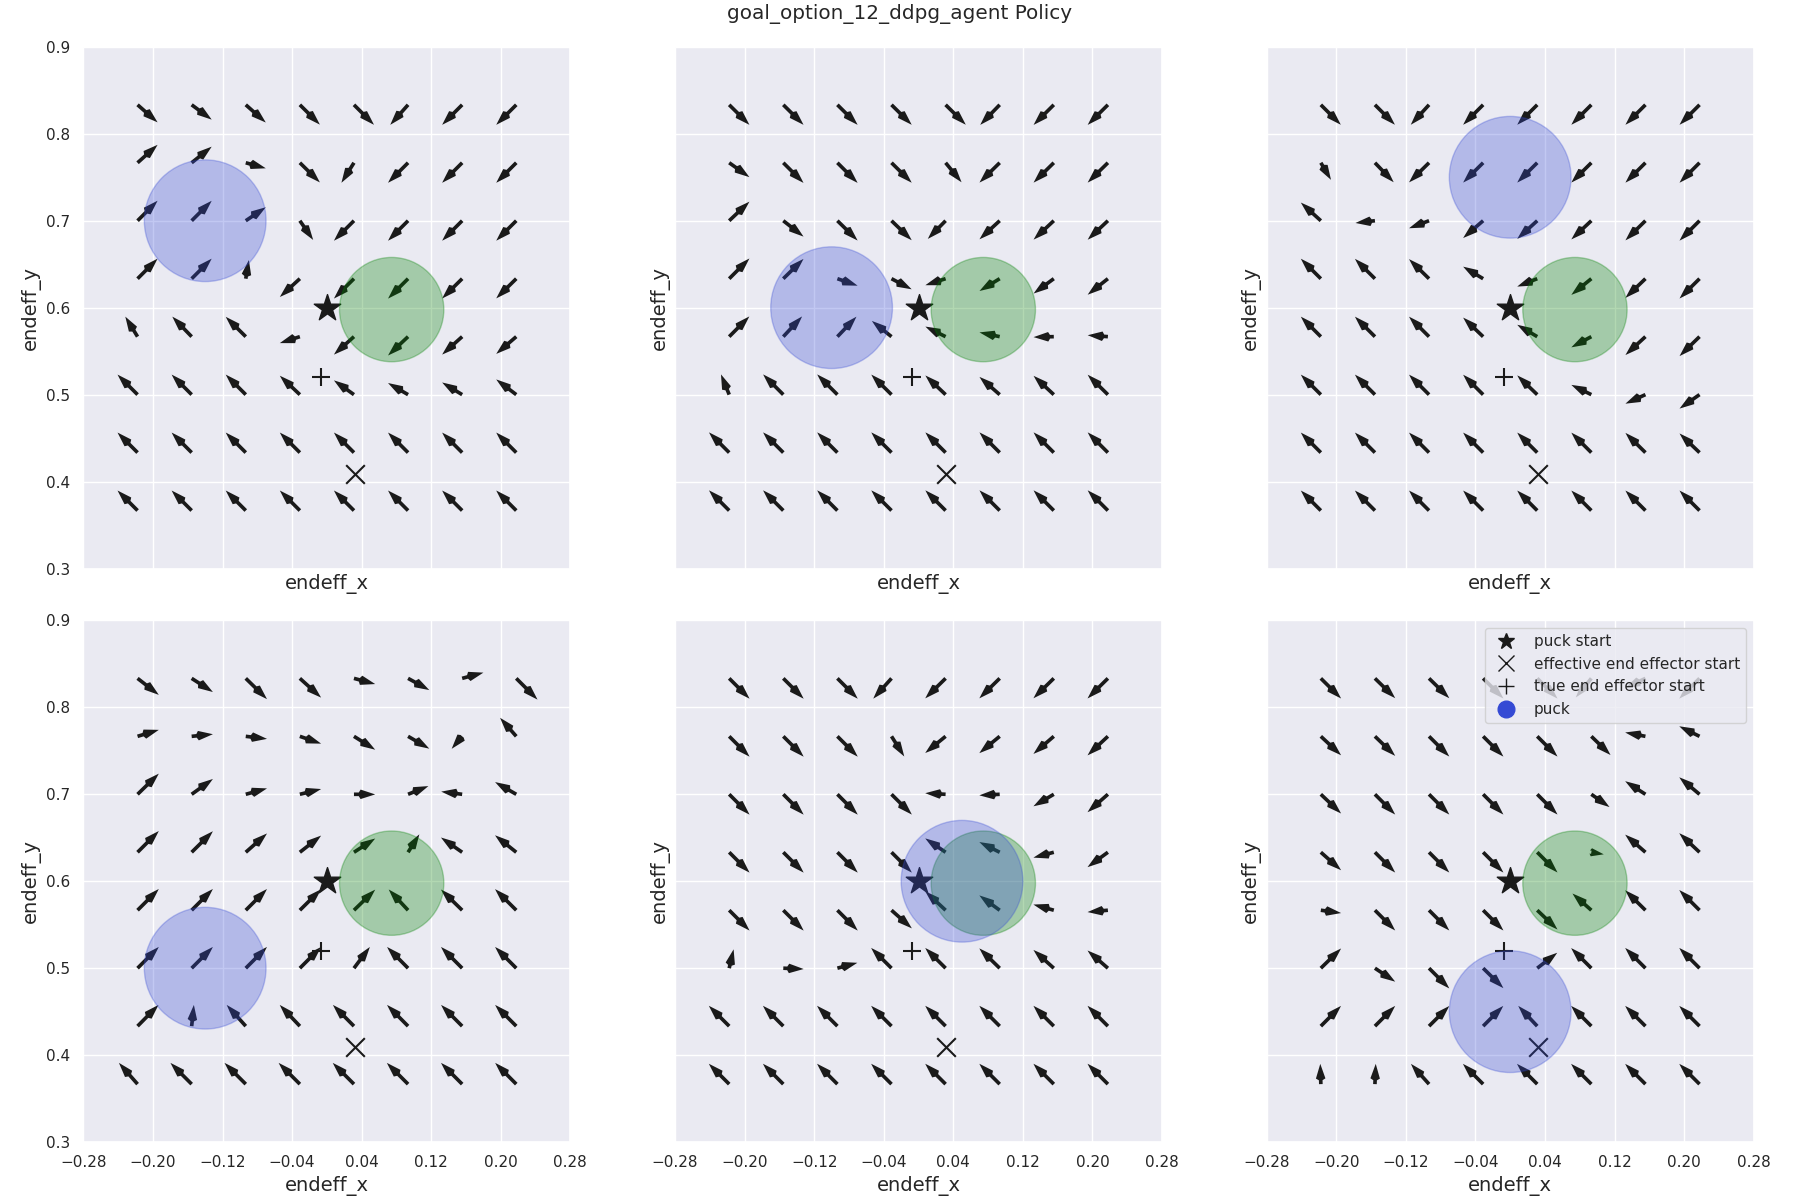 goal_option_12_ddpg_agent Policy
0.9
0.8
0.7
0.6
0.5
0.4
0.3
endeff_y
endeff_x
endeff_y
endeff_x
endeff_y
endeff_x
0.9
0.8
0.7
0.6
0.5
0.4
0.3
endeff_y
−0.28 −0.20 −0.12 −0.04 0.04 0.12 0.20 0.28
endeff_x
endeff_y
−0.28 −0.20 −0.12 −0.04 0.04 0.12 0.20 0.28
endeff_x
puck start
effective end effector start
true end effector start
puck
endeff_y
−0.28 −0.20 −0.12 −0.04 0.04 0.12 0.20 0.28
endeff_x